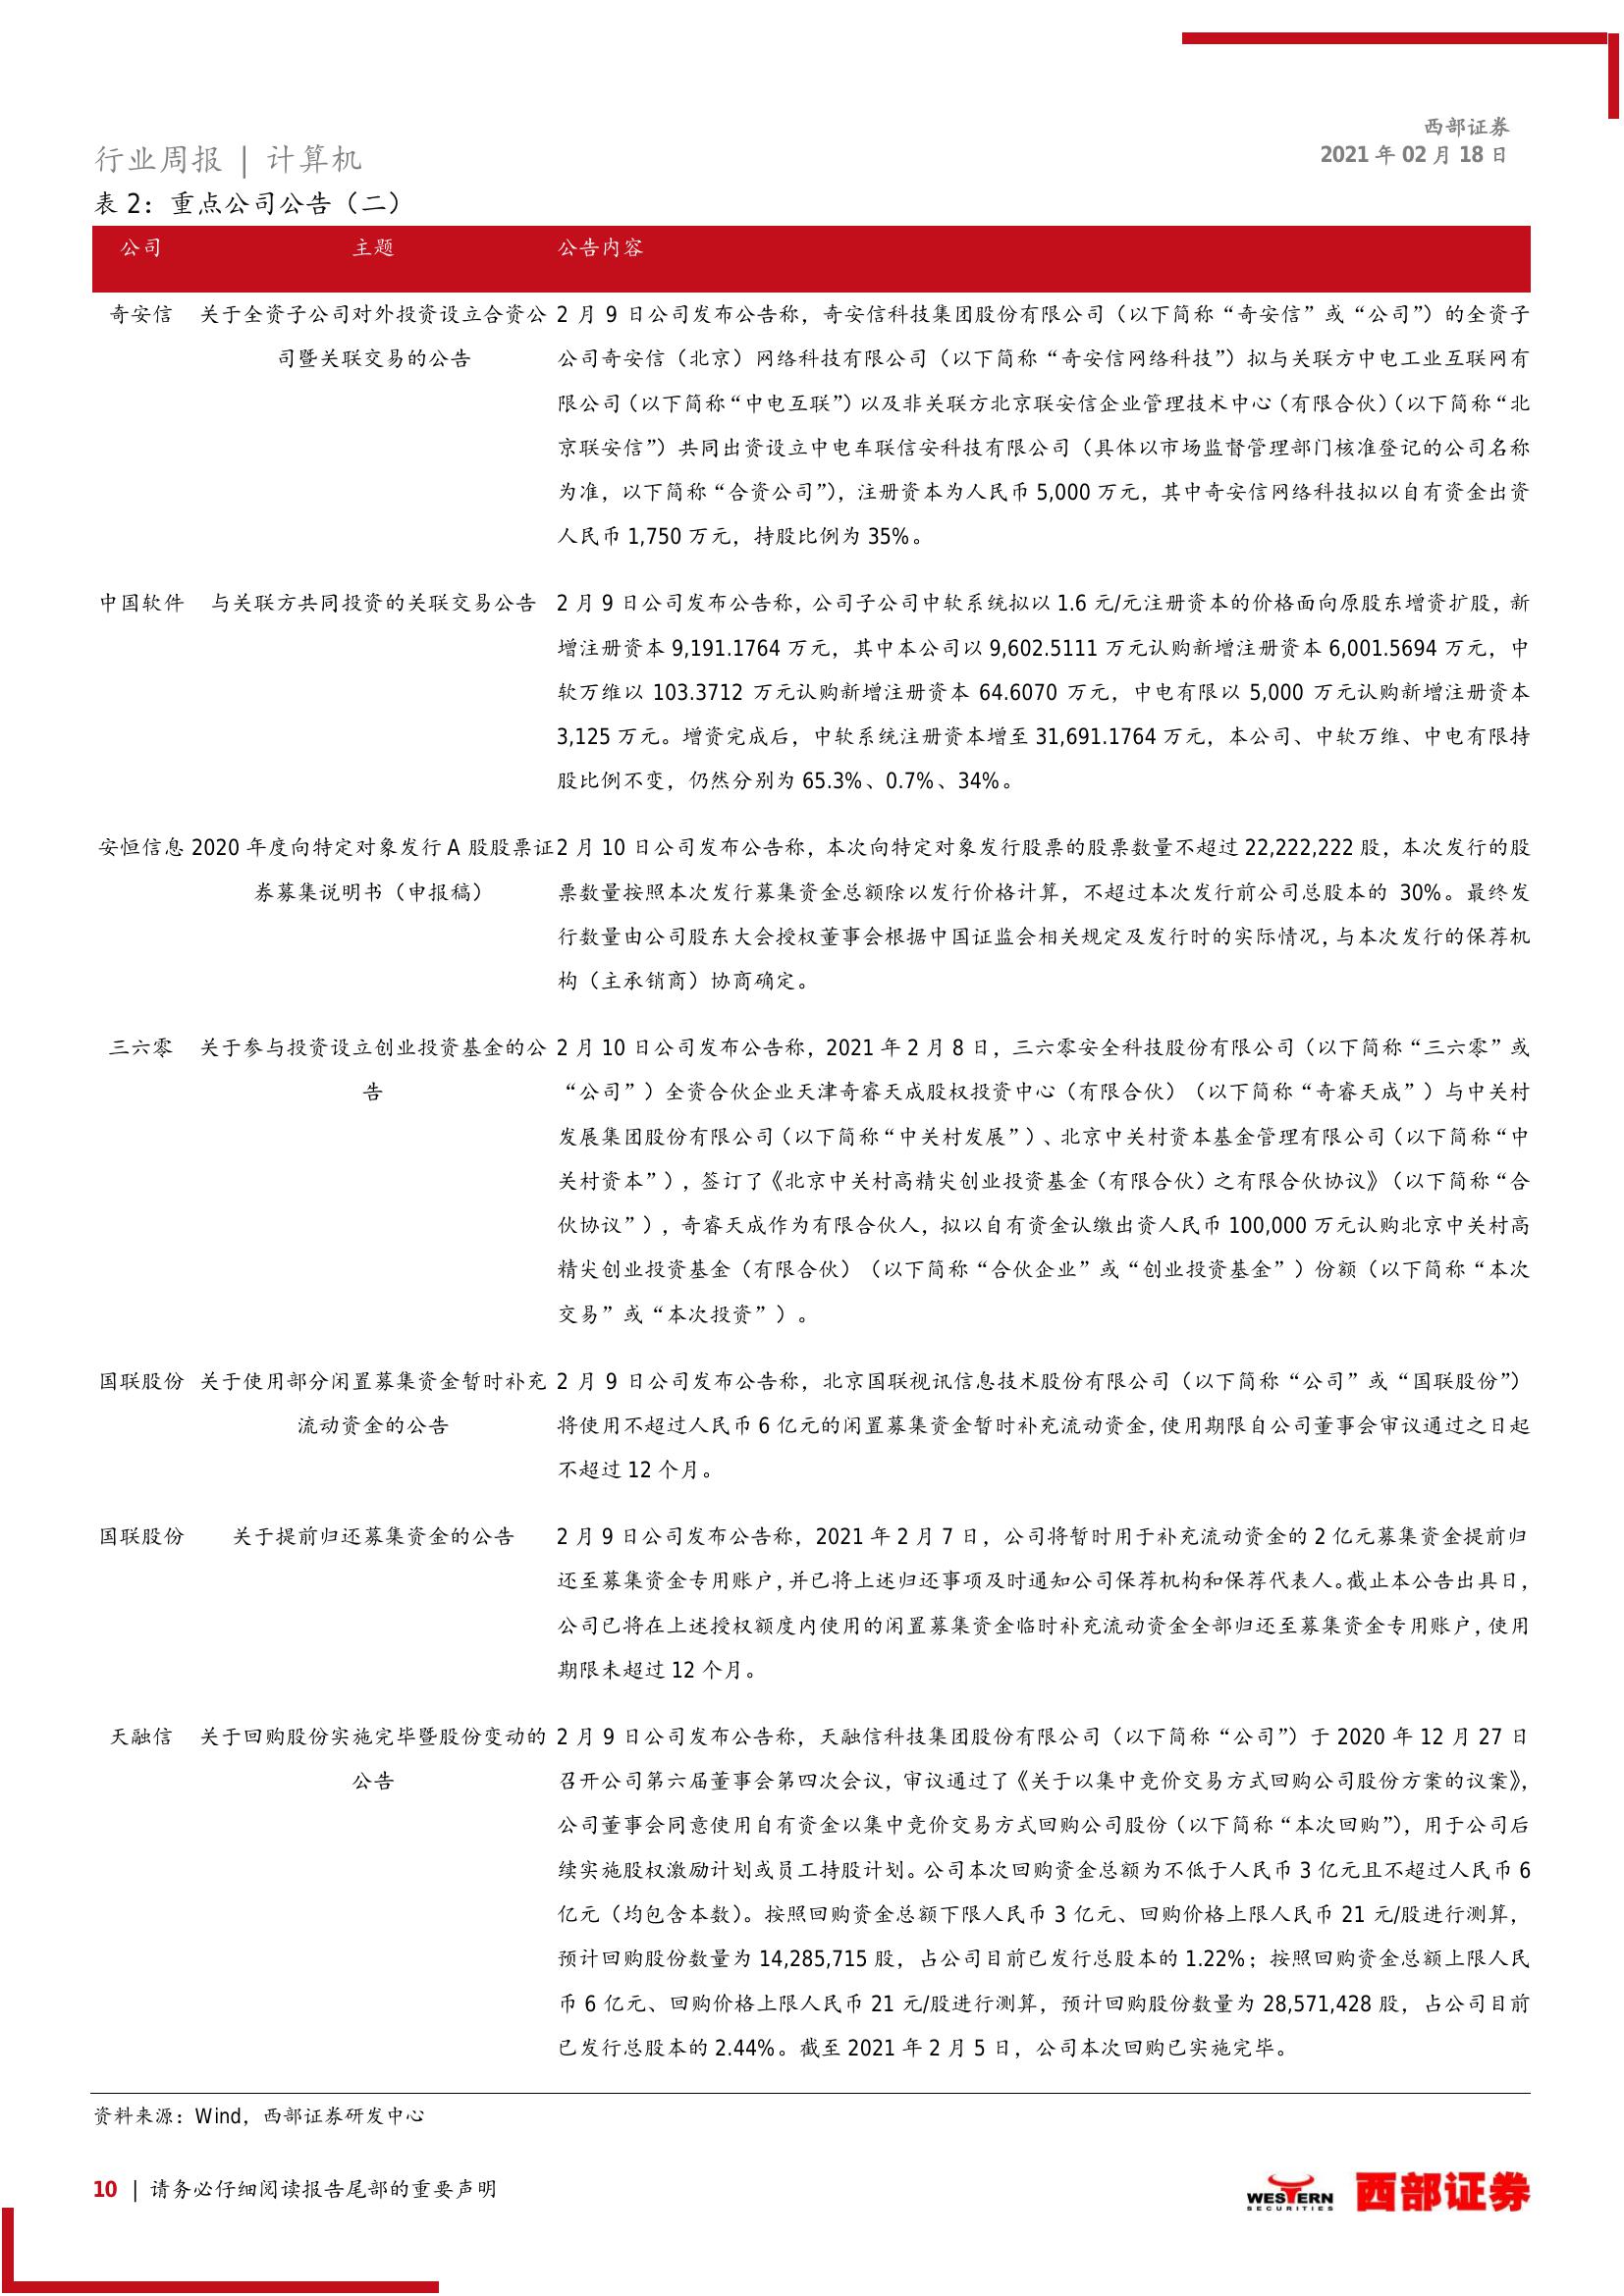 西部证券
2021 年 02 月 18 日
行业周报 | 计算机
表 2：重点公司公告（二）
公司 主题 公告内容
奇安信 关于全资子公司对外投资设立合资公 2 月 9 日公司发布公告称，奇安信科技集团股份有限公司（以下简称“奇安信”或“公司”）的全资子
司暨关联交易的公告 公司奇安信（北京）网络科技有限公司（以下简称“奇安信网络科技”）拟与关联方中电工业互联网有
限公司（以下简称“中电互联”）以及非关联方北京联安信企业管理技术中心（有限合伙）（以下简称“北
京联安信”）共同出资设立中电车联信安科技有限公司（具体以市场监督管理部门核准登记的公司名称
为准，以下简称“合资公司”），注册资本为人民币 5,000 万元，其中奇安信网络科技拟以自有资金出资
人民币 1,750 万元，持股比例为 35%。
中国软件 与关联方共同投资的关联交易公告 2 月 9 日公司发布公告称，公司子公司中软系统拟以 1.6 元/元注册资本的价格面向原股东增资扩股，新
增注册资本 9,191.1764 万元，其中本公司以 9,602.5111 万元认购新增注册资本 6,001.5694 万元，中
软万维以 103.3712 万元认购新增注册资本 64.6070 万元，中电有限以 5,000 万元认购新增注册资本
3,125 万元。增资完成后，中软系统注册资本增至 31,691.1764 万元，本公司、中软万维、中电有限持
股比例不变，仍然分别为 65.3%、0.7%、34%。
安恒信息 2020 年度向特定对象发行 A 股股票证 2 月 10 日公司发布公告称，本次向特定对象发行股票的股票数量不超过 22,222,222 股，本次发行的股
券募集说明书（申报稿） 票数量按照本次发行募集资金总额除以发行价格计算，不超过本次发行前公司总股本的 30%。最终发
行数量由公司股东大会授权董事会根据中国证监会相关规定及发行时的实际情况，与本次发行的保荐机
构（主承销商）协商确定。
三六零 关于参与投资设立创业投资基金的公 2 月 10 日公司发布公告称，2021 年 2 月 8 日，三六零安全科技股份有限公司（以下简称“三六零”或
告 “公司”）全资合伙企业天津奇睿天成股权投资中心（有限合伙）（以下简称“奇睿天成”）与中关村
发展集团股份有限公司（以下简称“中关村发展”）、北京中关村资本基金管理有限公司（以下简称“中
关村资本”），签订了《北京中关村高精尖创业投资基金（有限合伙）之有限合伙协议》（以下简称“合
伙协议”），奇睿天成作为有限合伙人，拟以自有资金认缴出资人民币 100,000 万元认购北京中关村高
精尖创业投资基金（有限合伙）（以下简称“合伙企业”或“创业投资基金”）份额（以下简称“本次
交易”或“本次投资”）。
国联股份 关于使用部分闲置募集资金暂时补充 2 月 9 日公司发布公告称，北京国联视讯信息技术股份有限公司（以下简称“公司”或“国联股份”）
流动资金的公告 将使用不超过人民币 6 亿元的闲置募集资金暂时补充流动资金，使用期限自公司董事会审议通过之日起
不超过 12 个月。
国联股份 关于提前归还募集资金的公告 2 月 9 日公司发布公告称，2021 年 2 月 7 日，公司将暂时用于补充流动资金的 2 亿元募集资金提前归
还至募集资金专用账户，并已将上述归还事项及时通知公司保荐机构和保荐代表人。截止本公告出具日，
公司已将在上述授权额度内使用的闲置募集资金临时补充流动资金全部归还至募集资金专用账户，使用
期限未超过 12 个月。
天融信 关于回购股份实施完毕暨股份变动的 2 月 9 日公司发布公告称，天融信科技集团股份有限公司（以下简称“公司”）于 2020 年 12 月 27 日
公告 召开公司第六届董事会第四次会议，审议通过了《关于以集中竞价交易方式回购公司股份方案的议案》，
公司董事会同意使用自有资金以集中竞价交易方式回购公司股份（以下简称“本次回购”），用于公司后
续实施股权激励计划或员工持股计划。公司本次回购资金总额为不低于人民币 3 亿元且不超过人民币 6
亿元（均包含本数）。按照回购资金总额下限人民币 3 亿元、回购价格上限人民币 21 元/股进行测算，
预计回购股份数量为 14,285,715 股，占公司目前已发行总股本的 1.22%；按照回购资金总额上限人民
币 6 亿元、回购价格上限人民币 21 元/股进行测算，预计回购股份数量为 28,571,428 股，占公司目前
已发行总股本的 2.44%。截至 2021 年 2 月 5 日，公司本次回购已实施完毕。
资料来源：Wind，西部证券研发中心
10 | 请务必仔细阅读报告尾部的重要声明
WESTERN
SECURITIES
西部证券